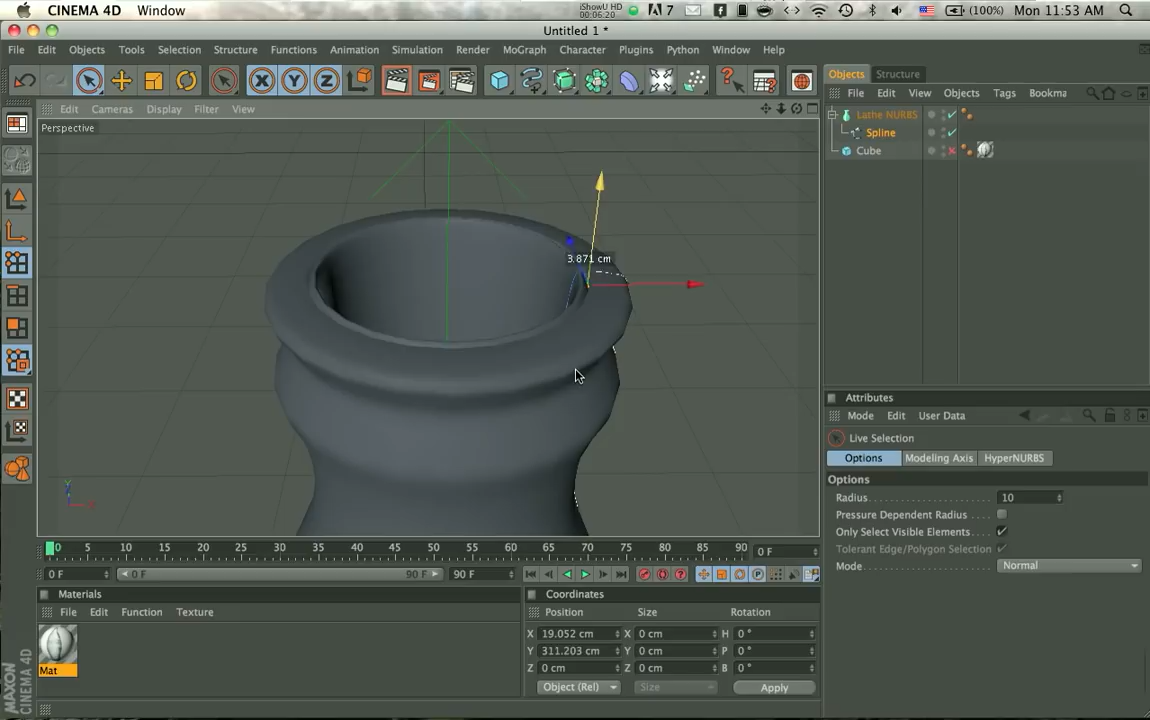 CINEMA 4D Window iShowU HD 00:06:20 7 (100%) Mon 11:53 AM
Untitled 1 *
File Edit Objects Tools Selection Structure Functions Animation Simulation Render MoGraph Character Plugins Python Window Help
X Y Z
Objects Structure
File Edit View Objects Tags Bookma
Edit Cameras Display Filter View
Perspective
Lathe NURBS
Spline
Cube
3.871 cm
Y
Attributes
Mode Edit User Data
Live Selection
Options Modeling Axis HyperNURBS
Options
Radius 10
Pressure Dependent Radius
Only Select Visible Elements
Tolerant Edge/Polygon Selection
Mode Normal
0 5 10 15 20 25 30 35 40 45 50 55 60 65 70 75 80 85 90 0 F
0 F 0 F 90 F 90 F
Materials
File Edit Function Texture
Mat
Coordinates
Position Size Rotation
X 19.052 cm X 0 cm H 0 °
Y 311.203 cm Y 0 cm P 0 °
Z 0 cm Z 0 cm B 0 °
Object (Rel) Size Apply
MAXON
CINEMA 4D